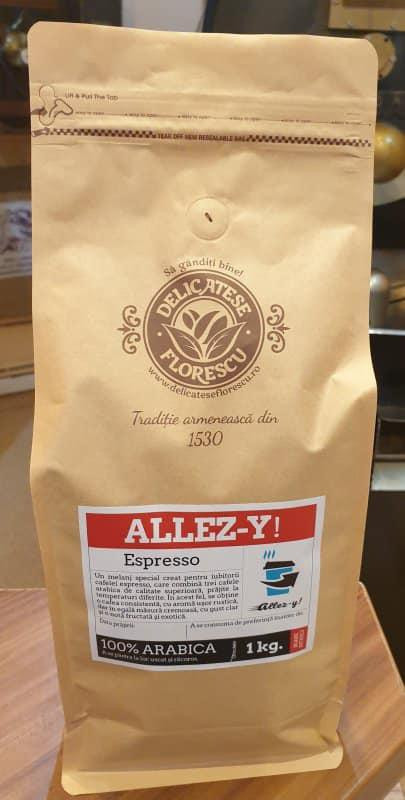 Lift & Pull The Tab
TEAR OFF NEW RESEALABLE BAG
Să gândiți bine!
DELICATESE
FLORESCU
www.delicateseflorescu.ro
Tradiție armenească din
1530
ALLEZ-Y!
Espresso
Un melanj special creat pentru iubitorii
cafelei espresso, care combină trei cafele
arabica de calitate superioară, prăjite la
temperaturi diferite. În acest fel, se obține
o cafea consistentă, cu aromă ușor rustică,
dar în egală măsură cremoasă, cu gust clar
și o notă fructată și exotică.
Allez-y!
Data prăjirii:
A se consuma de preferință înainte de:
100% ARABICA
A se păstra la loc uscat și răcoros.
1 kg.